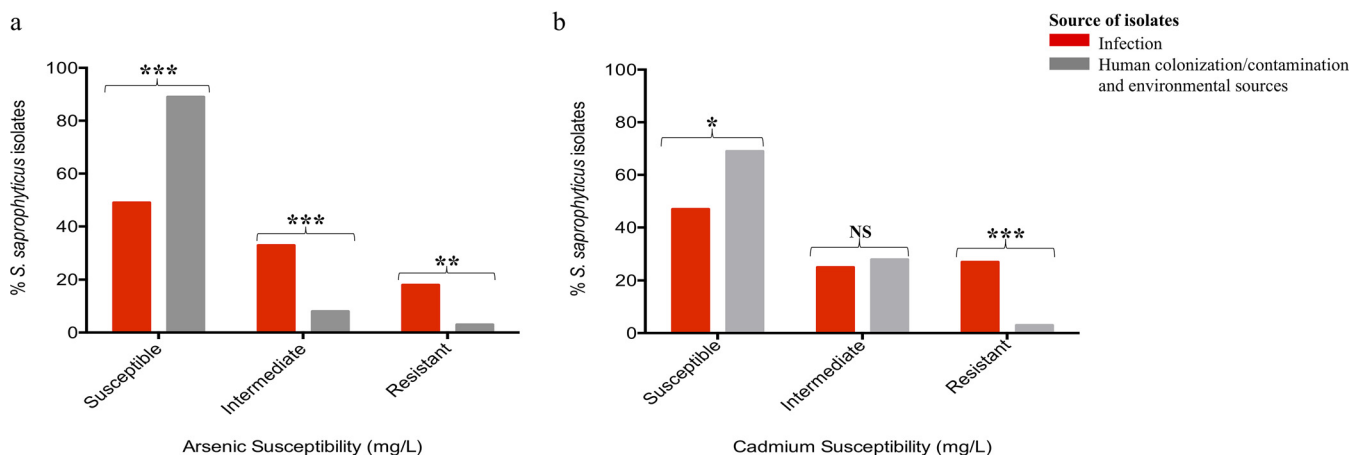 a
% S. saprophyticus isolates
100
80
60
40
20
0
***
***
**
Susceptible
Intermediate
Resistant
Arsenic Susceptibility (mg/L)
b
% S. saprophyticus isolates
100
80
60
40
20
0
*
NS
***
Susceptible
Intermediate
Resistant
Cadmium Susceptibility (mg/L)
Source of isolates
Infection
Human colonization/contamination
and environmental sources